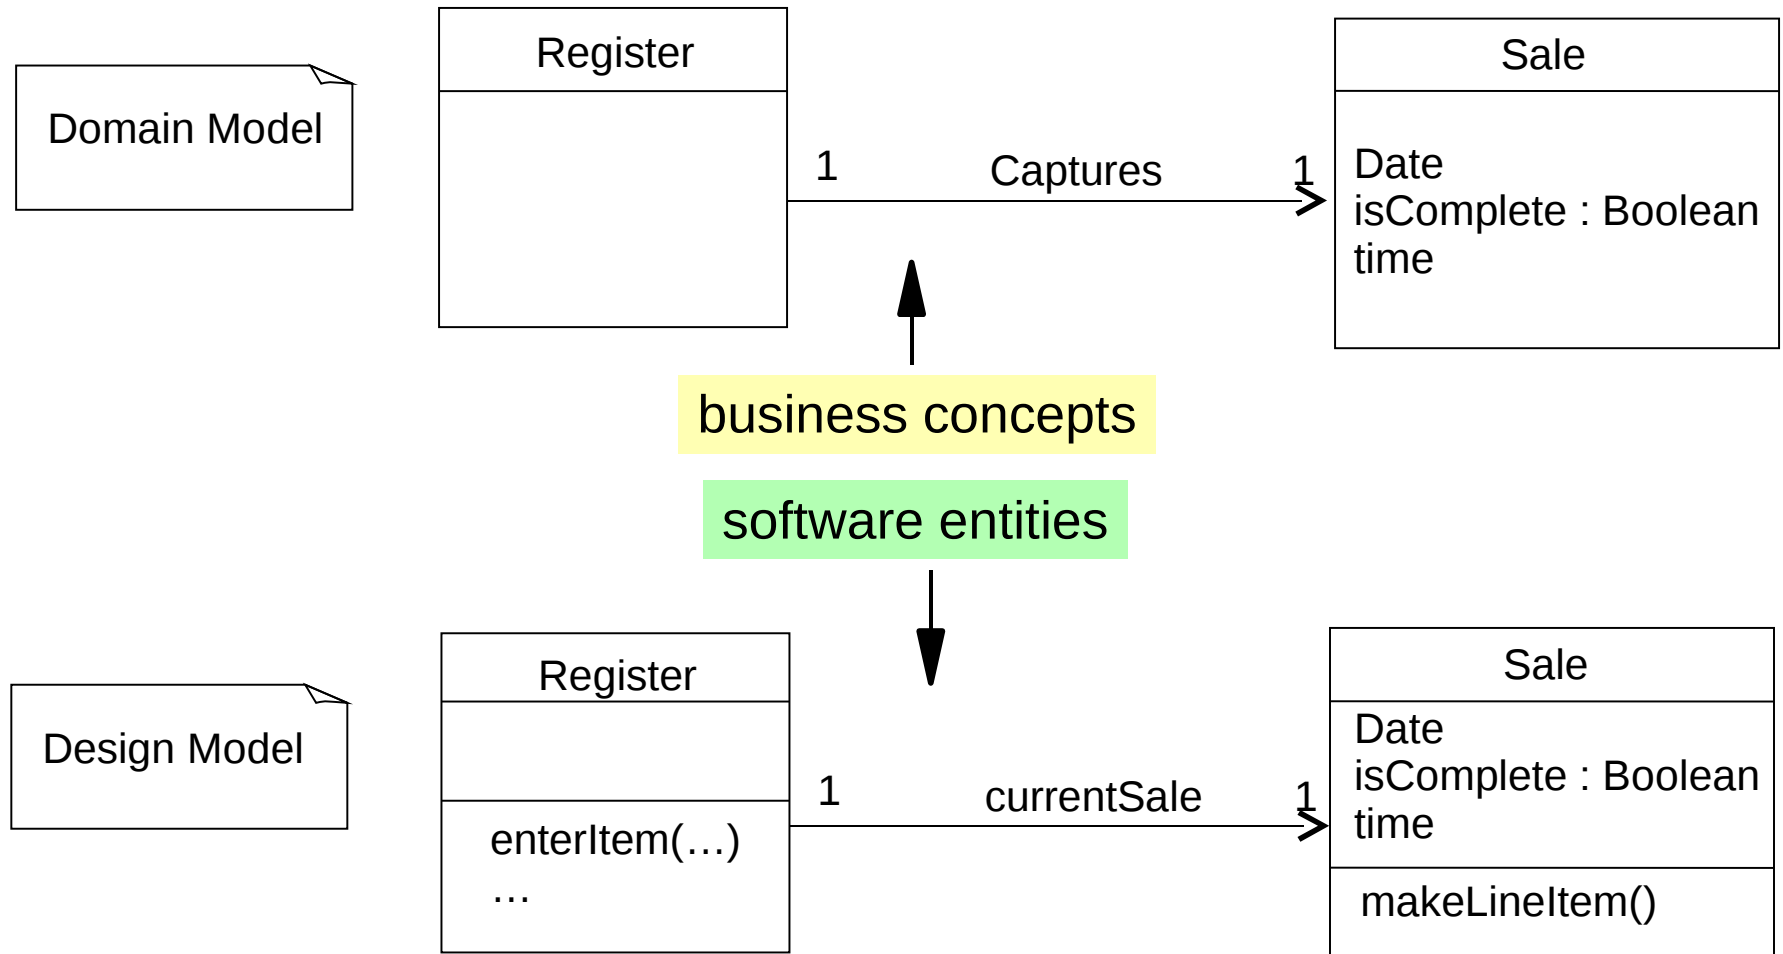 Domain Model
Register
1
Captures
1
Sale
Date
isComplete : Boolean
time
business concepts
software entities
Design Model
Register
enterItem(…)
…
1
currentSale
1
Sale
Date
isComplete : Boolean
time
makeLineItem()